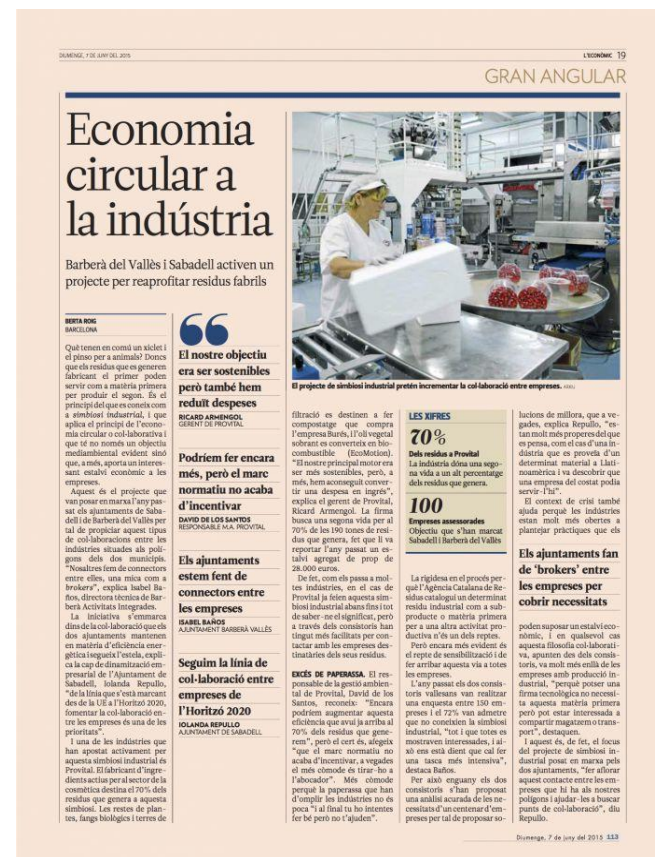 DIUMENGE, 7 DE JUNY DEL 2015
L'ECONÒMIC 19
GRAN ANGULAR
Economia
circular a
la indústria
Barberà del Vallès i Sabadell activen un
projecte per reaprofitar residus fabrils
El projecte de simbiosi industrial pretén incrementar la col·laboració entre empreses.
BERTA ROIG
BARCELONA
Què tenen en comú un xiclet i
el pinso per a animals? Doncs
que els residus que es generen
fabricant el primer poden
servir com a matèria primera
per produir el segon. És el
principi del que es coneix com
a simbiosi industrial, i que
aplica el principi de l'econo-
mia circular o col·laborativa i
que té no només un objectiu
mediambiental evident sinó
que, a més, aporta un interes-
sant estalvi econòmic a les
empreses.
Aquest és el projecte que
van posar en marxa l'any pas-
sat els ajuntaments de Saba-
dell i de Barberà del Vallès per
tal de propiciar aquest tipus
de col·laboracions entre les
indústries situades als polí-
gons dels dos municipis.
"Nosaltres fem de connectors
entre elles, una mica com a
brokers", explica Isabel Ba-
ños, directora tècnica de Bar-
berà Activitats Integrades.
La iniciativa s'emmarca
dins de la col·laboració que els
dos ajuntaments mantenen
en matèria d'eficiència ener-
gètica i segueix l'estela, expli-
ca la cap de dinamització em-
presarial de l'Ajuntament de
Sabadell, Iolanda Repullo,
"de la línia que s'està marcant
des de la UE a l'Horitzó 2020,
fomentar la col·laboració en-
tre les empreses és una de les
prioritats".
I una de les indústries que
han apostat activament per
aquesta simbiosi industrial és
Provital. El fabricant d'ingre-
dients actius per al sector de la
cosmètica destina el 70% dels
residus que genera a aquesta
simbiosi. Les restes de plan-
tes, fangs biològics i terres de
“
El nostre objectiu
era ser sostenibles
però també hem
reduït despeses
RICARD ARMENGOL
GERENT DE PROVITAL
Podríem fer encara
més, però el marc
normatiu no acaba
d'incentivar
DAVID DE LOS SANTOS
RESPONSABLE M.A. PROVITAL
Els ajuntaments
estem fent de
connectors entre
les empreses
ISABEL BAÑOS
AJUNTAMENT BARBERÀ VALLÈS
Seguim la línia de
col·laboració entre
empreses de
l'Horitzó 2020
IOLANDA REPULLO
AJUNTAMENT DE SABADELL
filtració es destinen a fer
compostatge que compra
l'empresa Burés, i l'oli vegetal
sobrant es converteix en bio-
combustible (EcoMotion).
"El nostre principal motor era
ser més sostenibles, però, a
més, hem aconseguit conver-
tir una despesa en ingrés",
explica el gerent de Provital,
Ricard Armengol. La firma
busca una segona vida per al
70% de les 190 tones de resi-
dus que genera, fet que li va
reportar l'any passat un es-
talvi agregat de prop de
28.000 euros.
De fet, com els passa a mol-
tes indústries, en el cas de
Provital ja feien aquesta sim-
biosi industrial abans fins i tot
de saber-ne el significat, però
a través dels consistoris han
tingut més facilitats per con-
tactar amb les empreses des-
tinatàries dels seus residus.
EXCÉS DE PAPERASSA. El res-
ponsable de la gestió ambien-
tal de Provital, David de los
Santos, reconeix: "Encara
podríem augmentar aquesta
eficiència que avui ja arriba al
70% dels residus que gene-
rem", però el cert és, afegeix
"que el marc normatiu no
acaba d'incentivar, a vegades
el més còmode és tirar-ho a
l'abocador". Més còmode
perquè la paperassa que han
d'omplir les indústries no és
poca "i al final tu ho intentes
fer bé però no t'ajuden".
LES XIFRES
70%
Dels residus a Provital
La indústria dóna una sego-
na vida a un alt percentatge
dels residus que genera.
100
Empreses assessorades
Objectiu que s'han marcat
Sabadell i Barberà del Vallès
La rigidesa en el procés per-
què l'Agència Catalana de Re-
sidus catalogui un determinat
residu industrial com a sub-
producte o matèria primera
per a una altra activitat pro-
ductiva n'és un dels reptes.
Però encara més evident és
el repte de sensibilització i de
fer arribar aquesta via a totes
les empreses.
L'any passat els dos consis-
toris vallesans van realitzar
una enquesta entre 150 em-
preses i el 72% van admetre
que no coneixien la simbiosi
industrial, "tot i que totes es
mostraven interessades, i ai-
xò ens està dient que cal fer
una tasca més intensiva",
destaca Baños.
Per això enguany els dos
consistoris s'han proposat
una anàlisi acurada de les ne-
cessitats d'un centenar d'em-
preses per tal de proposar so-
lucions de millora, que a ve-
gades, explica Repullo, "es-
tan molt més properes del que
es pensa, com el cas d'una in-
dústria que es proveïa d'un
determinat material a Llati-
noamèrica i va descobrir que
una empresa del costat podia
servir-l'hi".
El context de crisi també
ajuda perquè les indústries
estan molt més obertes a
plantejar pràctiques que els
Els ajuntaments fan
de 'brokers' entre
les empreses per
cobrir necessitats
poden suposar un estalvi eco-
nòmic, i en qualsevol cas
aquesta filosofia col·laborati-
va, apunten des dels consis-
toris, va molt més enllà de les
empreses amb producció in-
dustrial, "perquè potser una
firma tecnològica no necessi-
ta aquesta matèria primera
però pot estar interessada a
compartir magatzem o trans-
port", destaquen.
I aquest és, de fet, el focus
del projecte de simbiosi in-
dustrial posat en marxa pels
dos ajuntaments, "fer aflorar
aquest contacte entre les em-
preses que hi ha als nostres
polígons i ajudar-les a buscar
punts de col·laboració", diu
Repullo.
Diumenge, 7 de juny del 2015 113